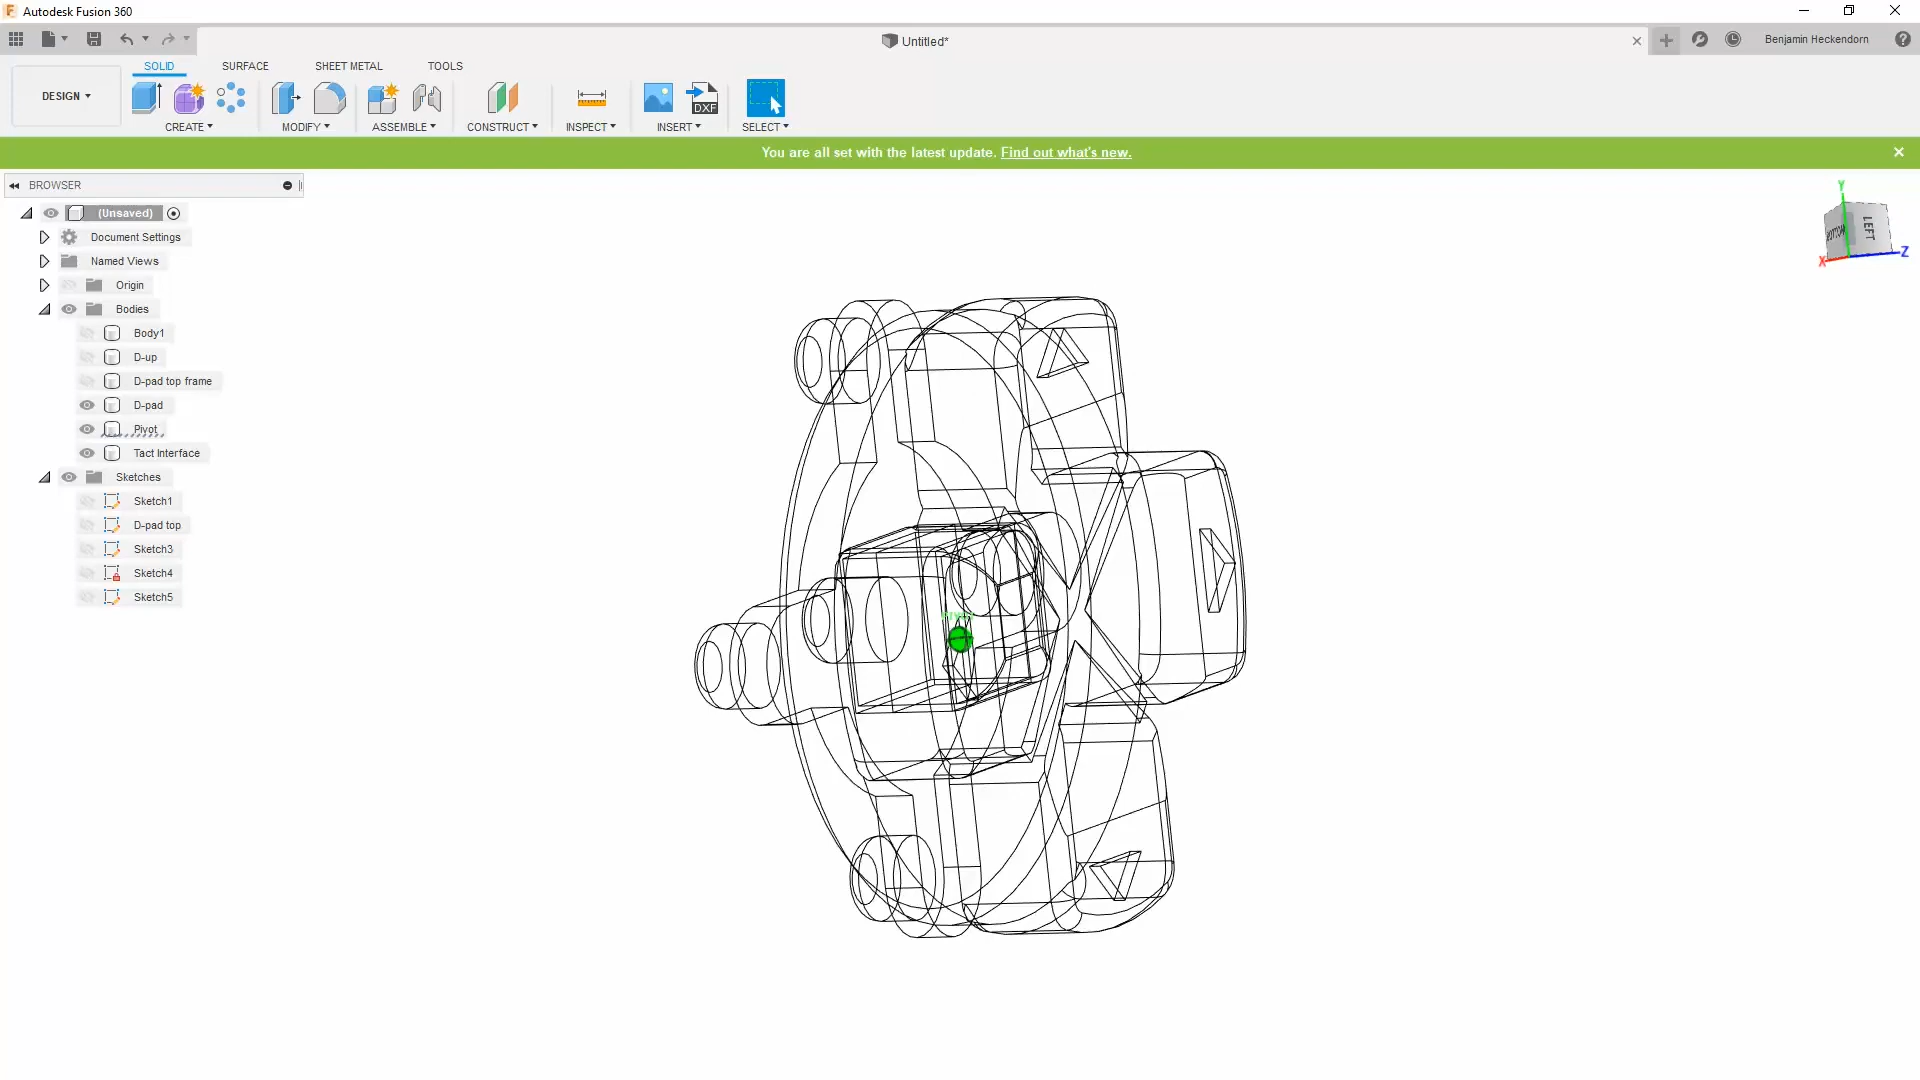 Autodesk Fusion 360
Untitled*
Benjamin Heckendorn
SOLID SURFACE SHEET METAL TOOLS
DESIGN
CREATE MODIFY ASSEMBLE CONSTRUCT INSPECT INSERT SELECT
DXF
You are all set with the latest update. Find out what's new.
BROWSER
(Unsaved)
Document Settings
Named Views
Origin
Bodies
Body1
D-up
D-pad top frame
D-pad
Pivot
Tact Interface
Sketches
Sketch1
D-pad top
Sketch3
Sketch4
Sketch5
Y
BOTTOM
LEFT
X
Z